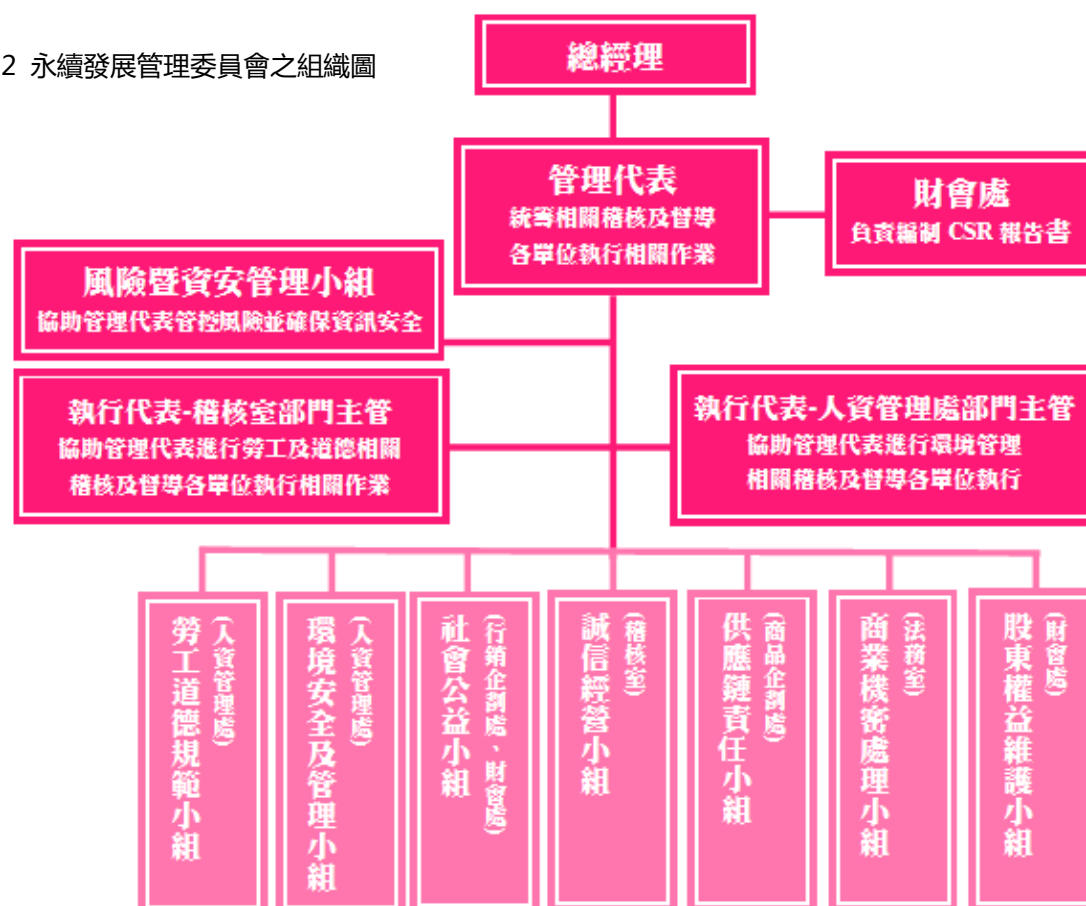 2 永續發展管理委員會之組織圖
總經理
管理代表
統籌相關稽核及督導
各單位執行相關作業
財會處
負責編制 CSR 報告書
風險暨資安管理小組
協助管理代表管控風險並確保資訊安全
執行代表-稽核室部門主管
協助管理代表進行勞工及道德相關
稽核及督導各單位執行相關作業
執行代表-人資管理處部門主管
協助管理代表進行環境管理
相關稽核及督導各單位執行
勞工道德規範小組
(人資管理處)
環境安全及管理小組
(人資管理處)
社會公益小組
(行銷企劃處、財會處)
誠信經營小組
(稽核室)
供應鏈責任小組
(商品企劃處)
商業機密處理小組
(法務室)
股東權益維護小組
(財會處)